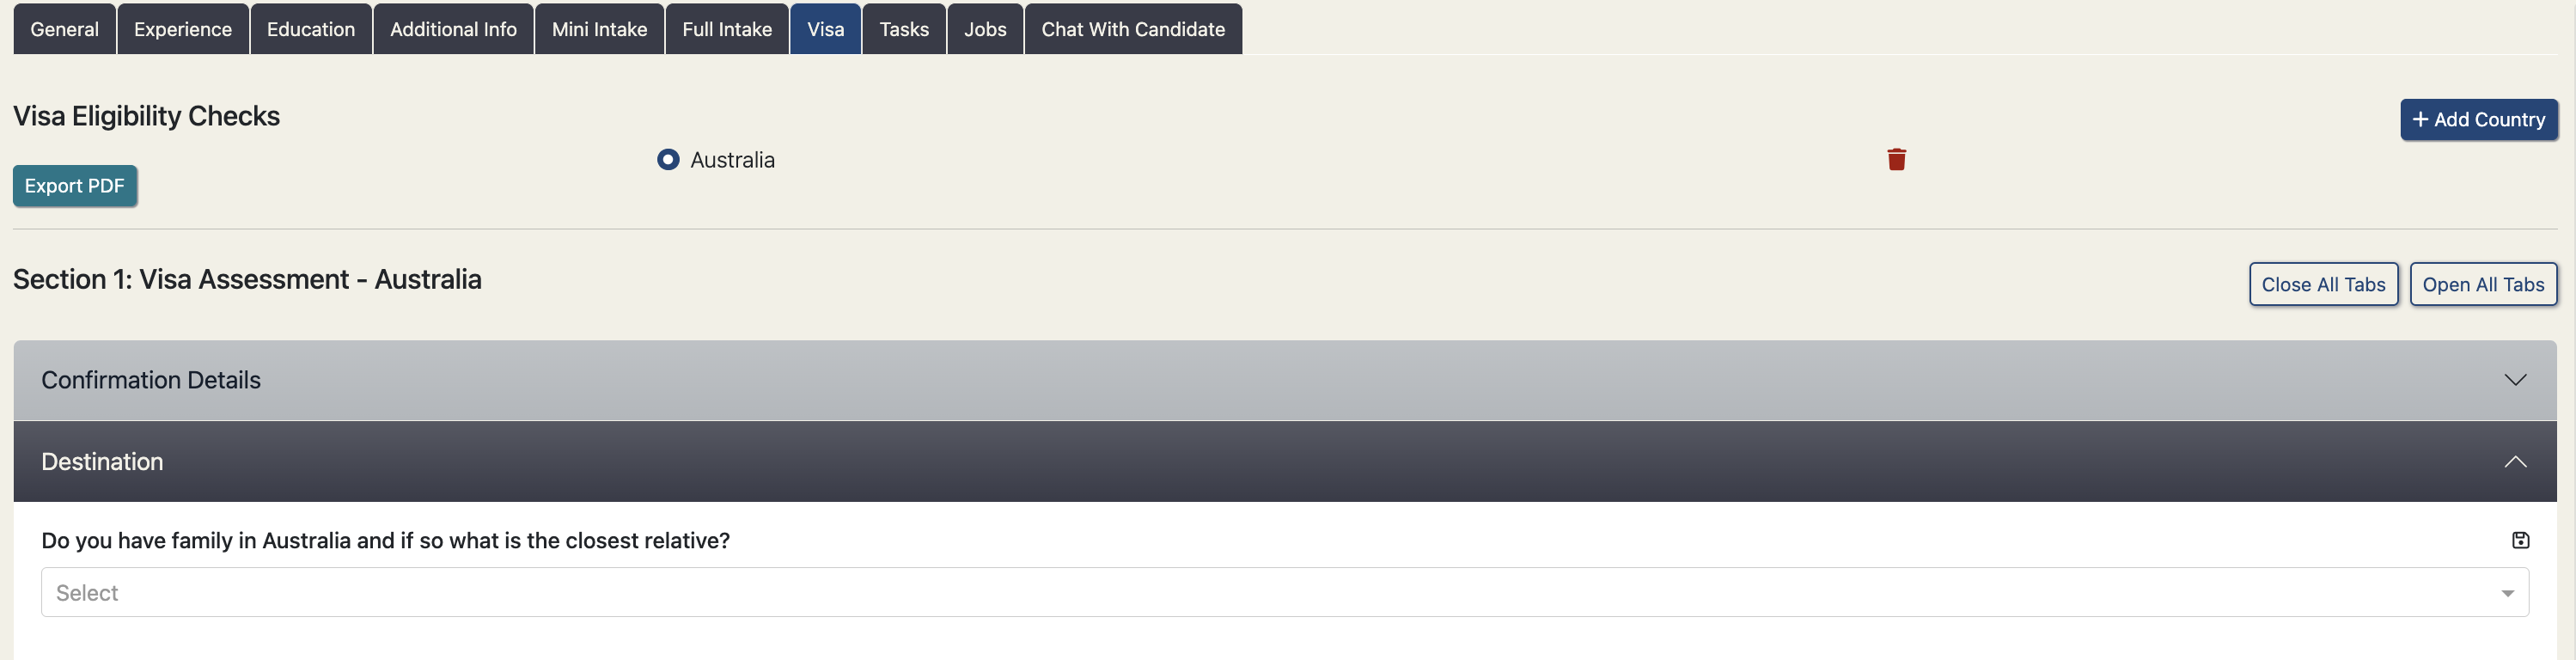 General Experience Education Additional Info Mini Intake Full Intake Visa Tasks Jobs Chat With Candidate
Visa Eligibility Checks
+ Add Country
Australia
Export PDF
Section 1: Visa Assessment - Australia
Close All Tabs Open All Tabs
Confirmation Details
Destination
Do you have family in Australia and if so what is the closest relative?
Select